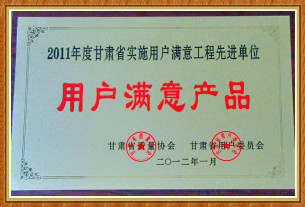 2011年度甘肃省实施用户满意工程先进单位
用户满意产品
甘肃省质量协会 甘肃省用户委员会
二〇一二年一月